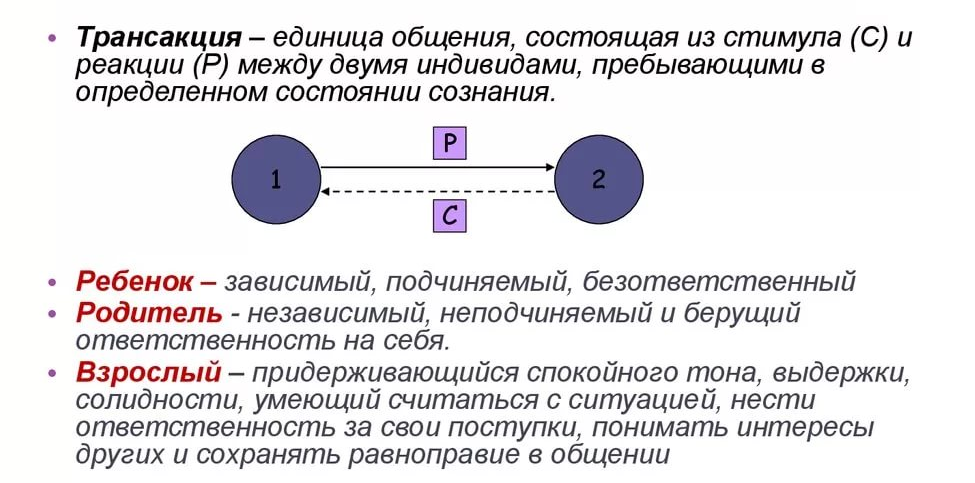 • Трансакция – единица общения, состоящая из стимула (С) и
реакции (Р) между двумя индивидами, пребывающими в
определенном состоянии сознания.
Р
1
2
С
• Ребенок – зависимый, подчиняемый, безответственный
• Родитель - независимый, неподчиняемый и берущий
ответственность на себя.
• Взрослый – придерживающийся спокойного тона, выдержки,
солидности, умеющий считаться с ситуацией, нести
ответственность за свои поступки, понимать интересы
других и сохранять равноправие в общении